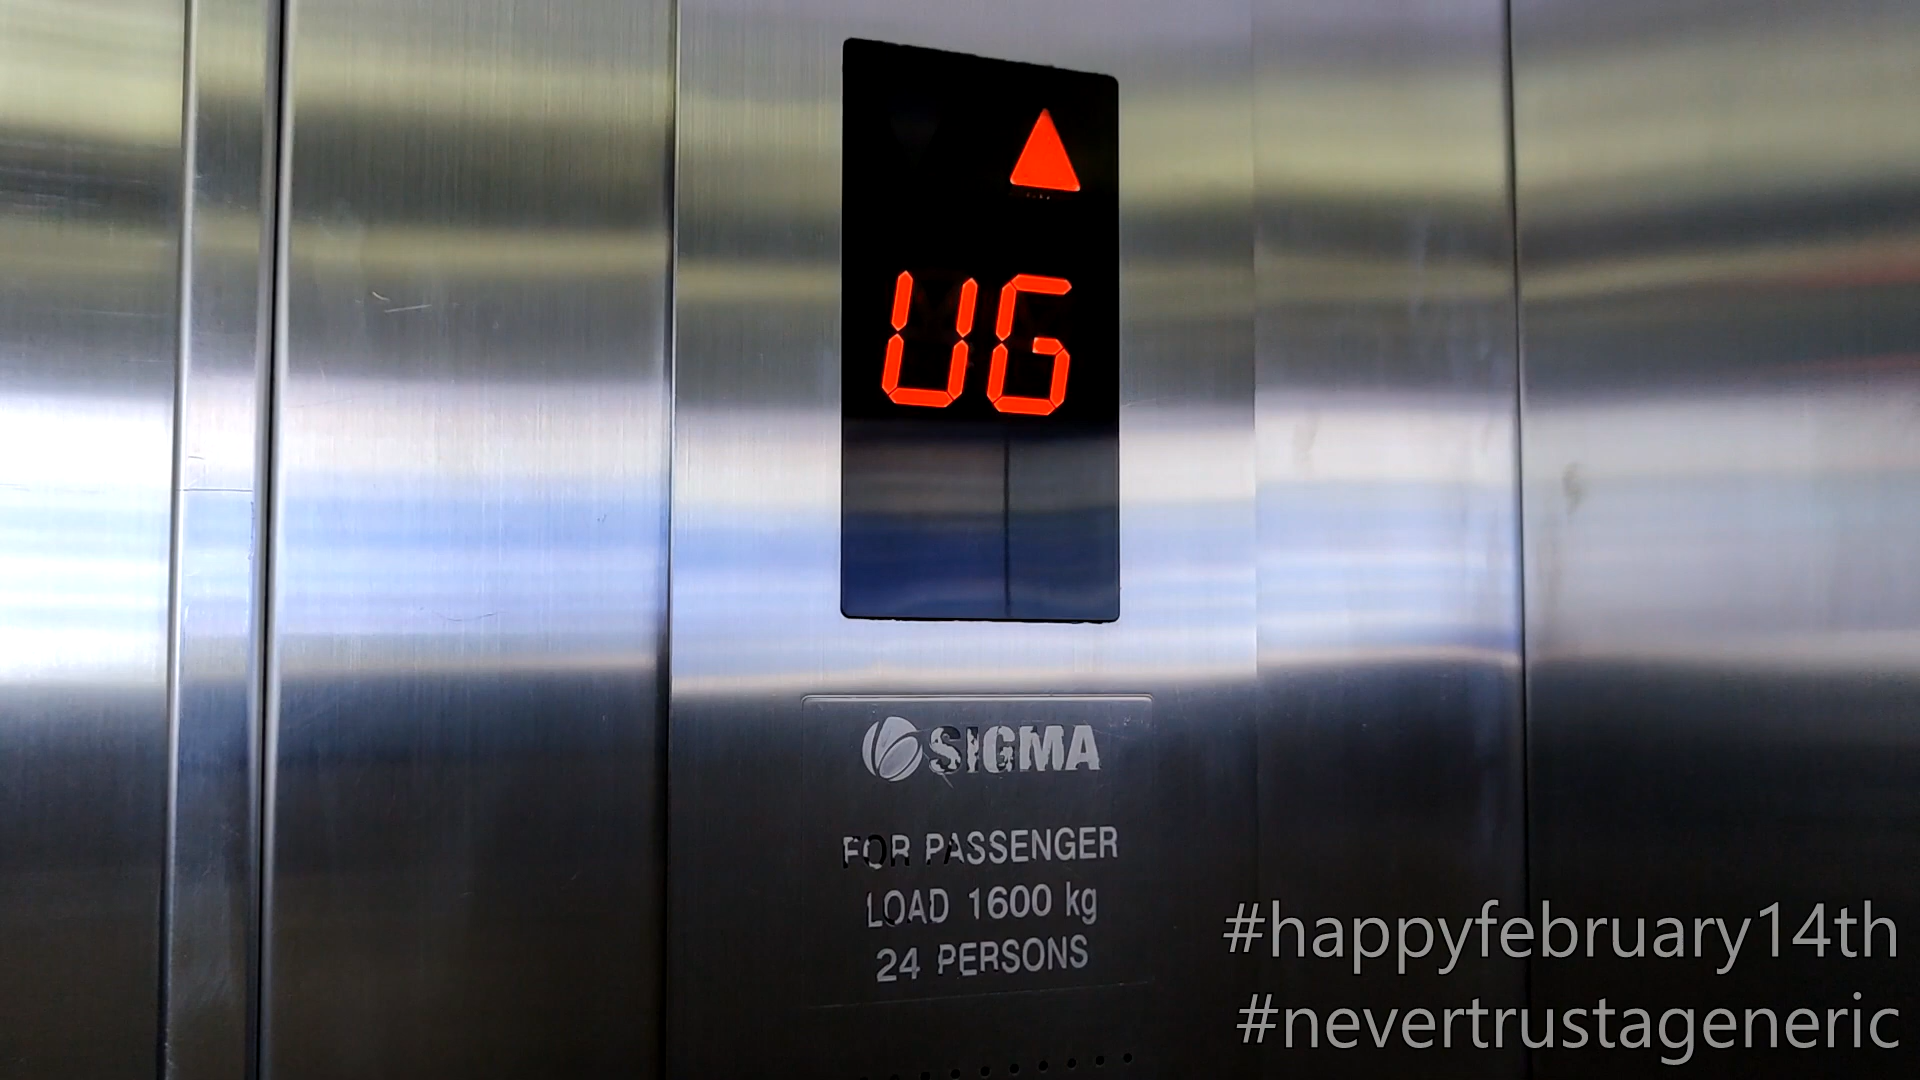 UG
SIGMA
FOR PASSENGER
LOAD 1600 kg
24 PERSONS
#happyfebruary14th
#nevertrustageneric